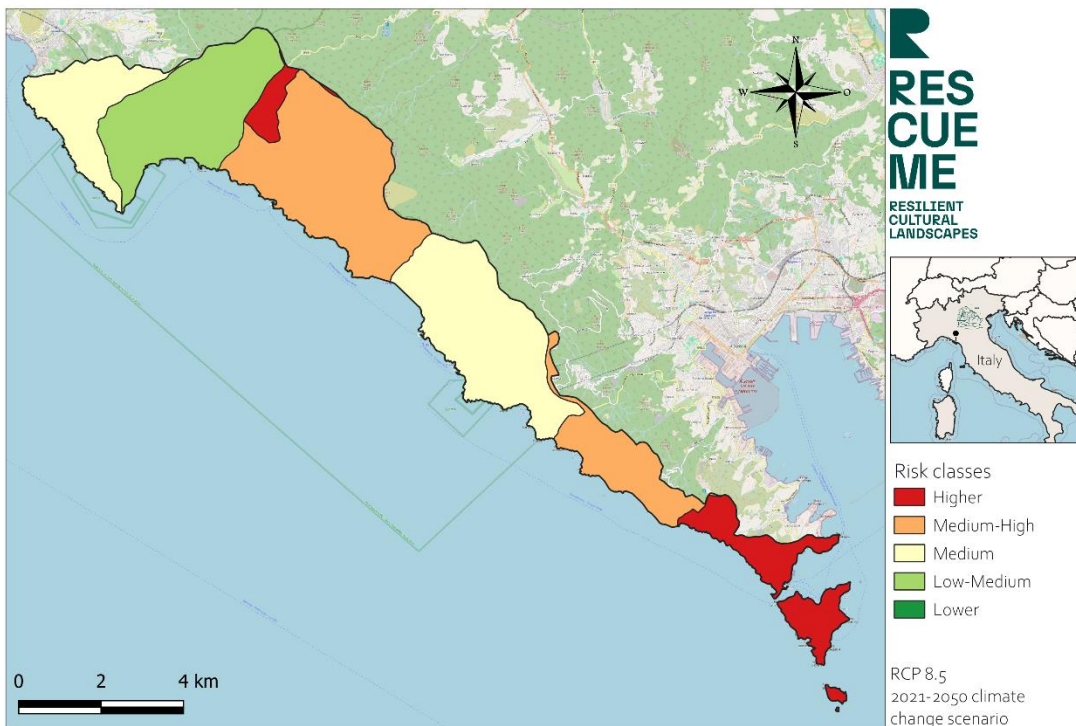 N
W
O
S
RES
CUE
ME
RESILIENT
CULTURAL
LANDSCAPES
Italy
Risk classes
Higher
Medium-High
Medium
Low-Medium
Lower
RCP 8.5
2021-2050 climate
change scenario
0 2 4 km